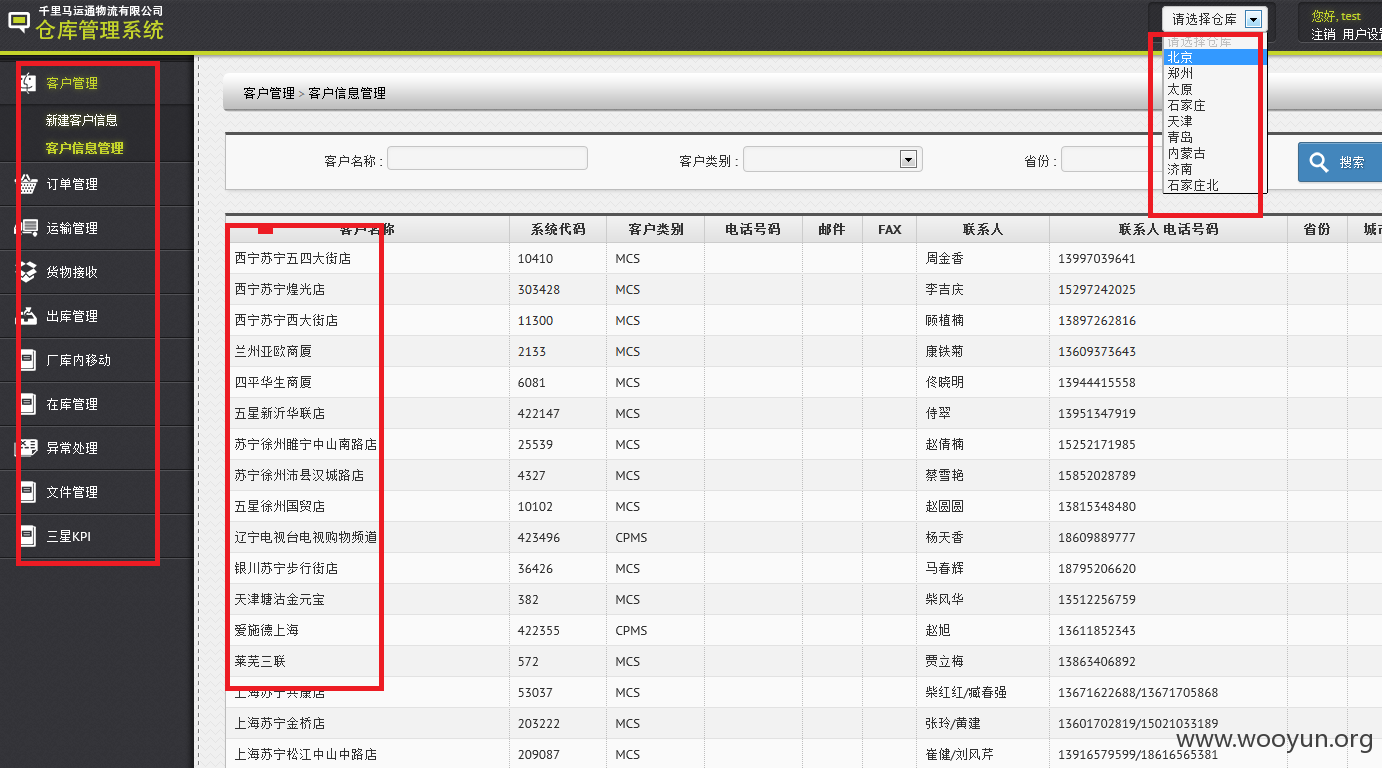 千里马运通物流有限公司
仓库管理系统
请选择仓库
您好, test
注销 用户设
请选择仓库
北京
郑州
太原
石家庄
天津
青岛
内蒙古
济南
石家庄北
客户管理
新建客户信息
客户信息管理
订单管理
运输管理
货物接收
出库管理
厂库内移动
在库管理
异常处理
文件管理
三星KPI
客户管理 > 客户信息管理
客户名称 : 客户类别 : 省份 : 搜索
客户名称 系统代码 客户类别 电话号码 邮件 FAX 联系人 联系人 电话号码 省份 城市
西宁苏宁五四大街店 10410 MCS 周金香 13997039641
西宁苏宁煌光店 303428 MCS 李吉庆 15297242025
西宁苏宁西大街店 11300 MCS 顾植楠 13897262816
兰州亚欧商厦 2133 MCS 康铁菊 13609373643
四平华生商厦 6081 MCS 佟晓明 13944415558
五星新沂华联店 422147 MCS 侍翠 13951347919
苏宁徐州睢宁中山南路店 25539 MCS 赵倩楠 15252171985
苏宁徐州沛县汉城路店 4327 MCS 蔡雪艳 15852028789
五星徐州国贸店 10102 MCS 赵圆圆 13815348480
辽宁电视台电视购物频道 423496 CPMS 杨天香 18609889777
银川苏宁步行街店 36426 MCS 马春辉 18795206620
天津塘沽金元宝 382 MCS 柴风华 13512256759
爱施德上海 422355 CPMS 赵旭 13611852343
莱芜三联 572 MCS 贾立梅 13863406892
上海苏宁共康店 53037 MCS 柴红红/臧春强 13671622688/13671705868
上海苏宁金桥店 203222 MCS 张玲/黄建 13601702819/15021033189
上海苏宁松江中山中路店 209087 MCS 崔健/刘风芹 13916579599/18616565381
www.wooyun.org